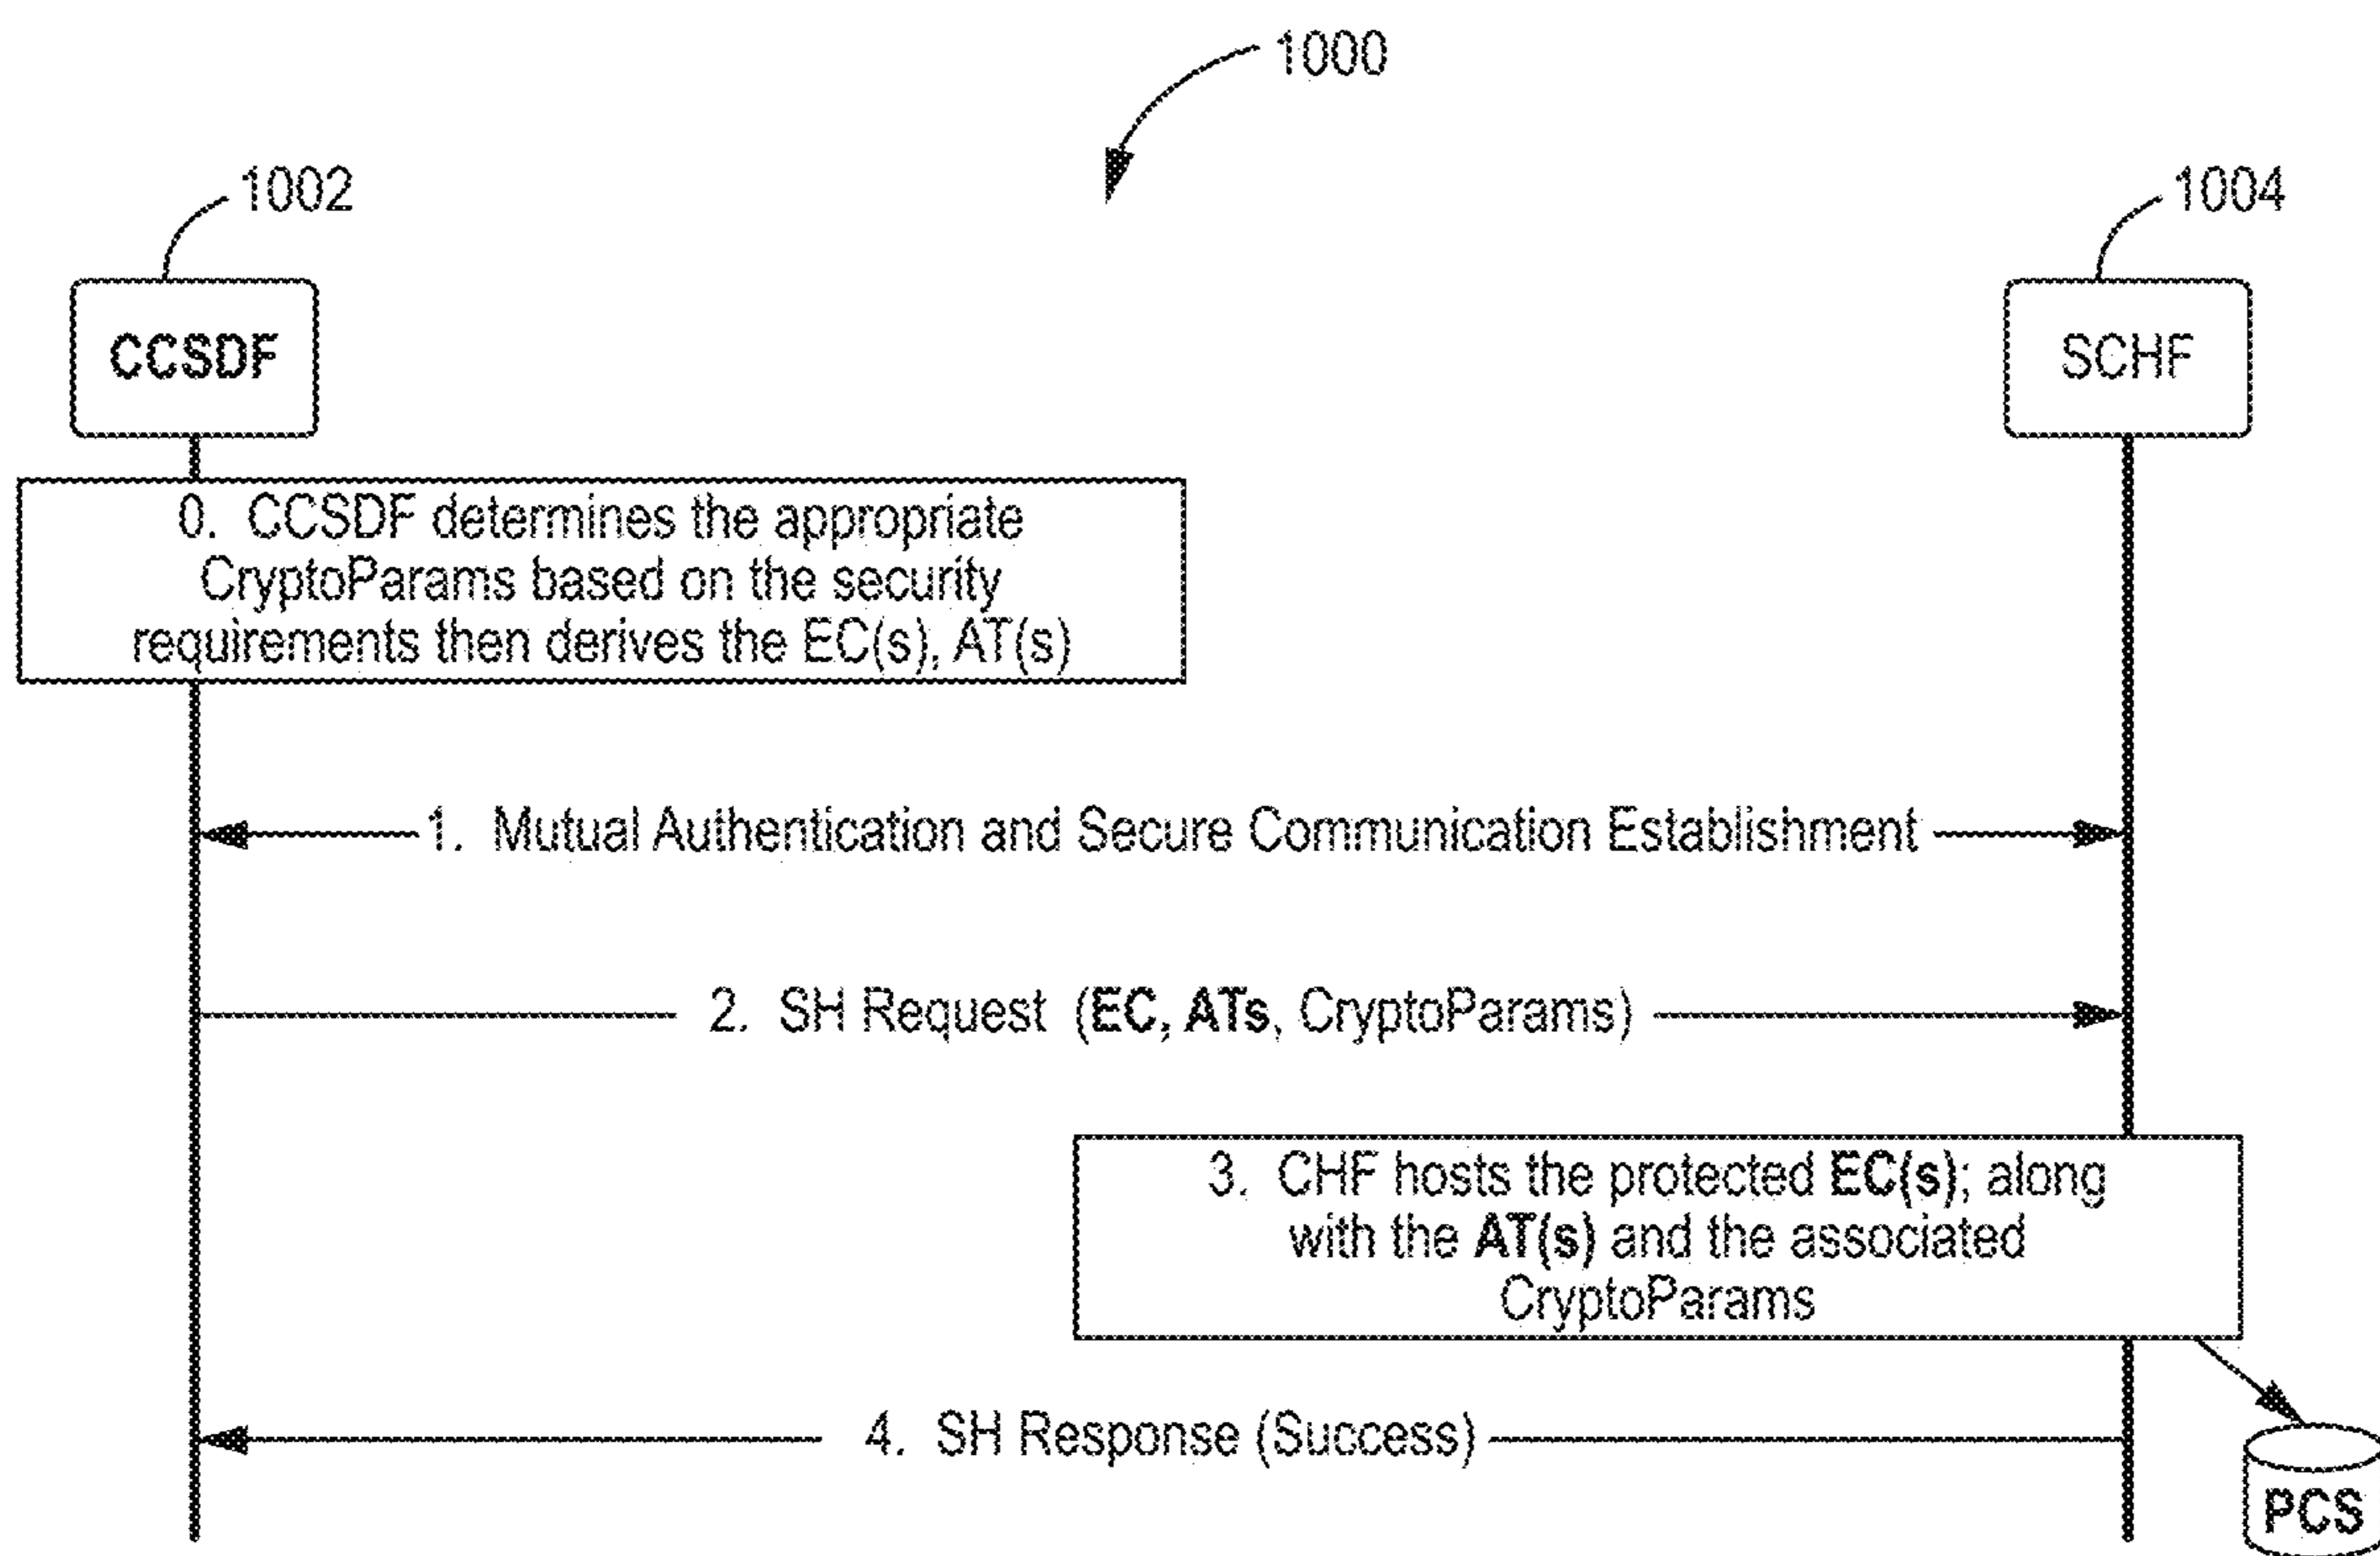 1000
1002
1004
CCSDF
SCHF
0. CCSDF determines the appropriate
CryptoParams based on the security
requirements then derives the EC(s), AT(s)
1. Mutual Authentication and Secure Communication Establishment
2. SH Request (EC, ATs, CryptoParams)
3. CHF hosts the protected EC(s); along
with the AT(s) and the associated
CryptoParams
4. SH Response (Success)
PCS